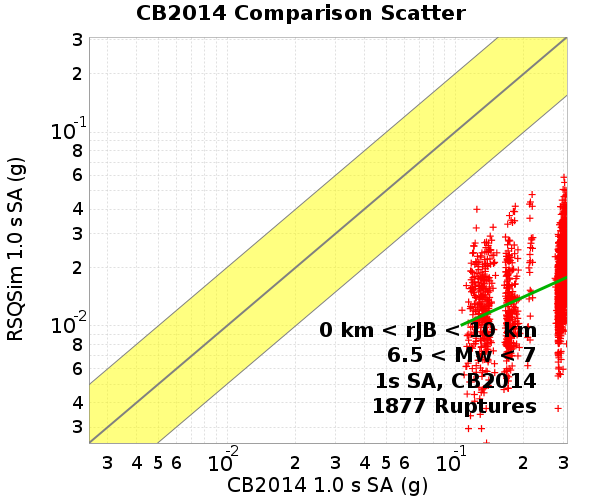 CB2014 Comparison Scatter
3
2
10-1
8
6
4
3
2
10-2
8
6
4
3
RSQSim 1.0 s SA (g)
0 km < rJB < 10 km
6.5 < Mw < 7
1s SA, CB2014
1877 Ruptures
3 4 5 6 10-2 2 3 4 5 6 10-1 2 3
CB2014 1.0 s SA (g)